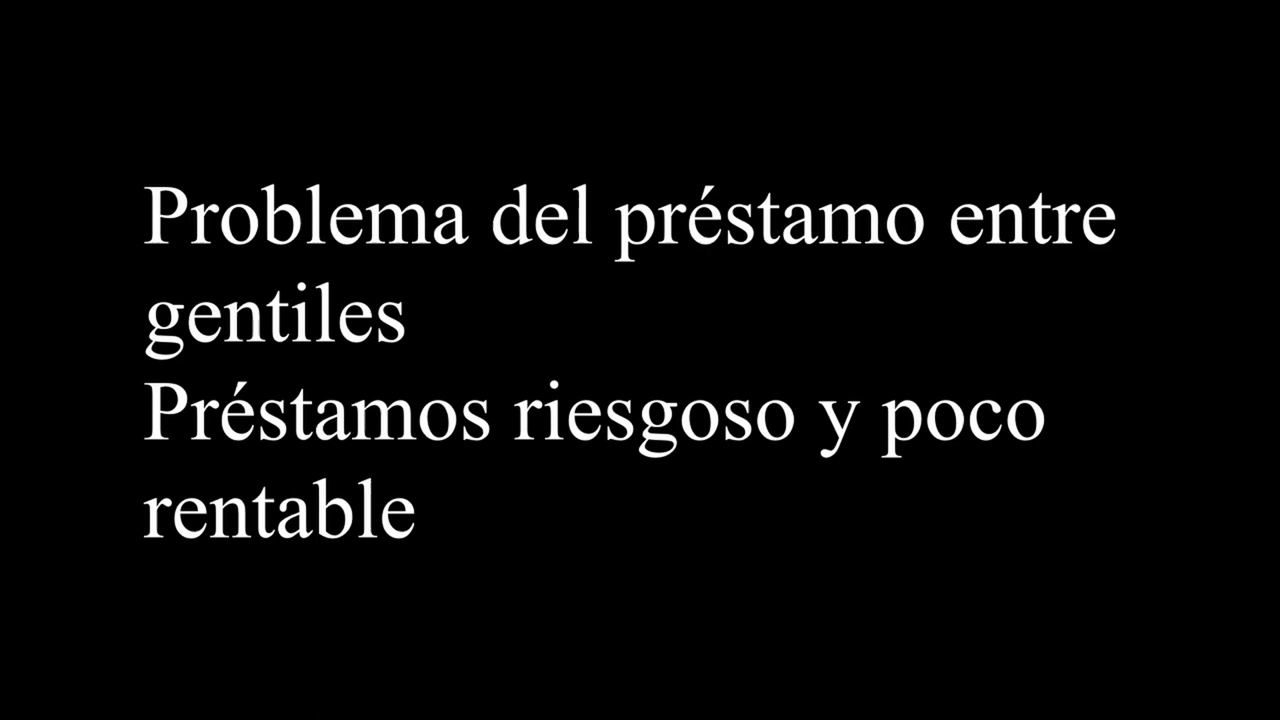 Problema del préstamo entre
gentiles
Préstamos riesgoso y poco
rentable